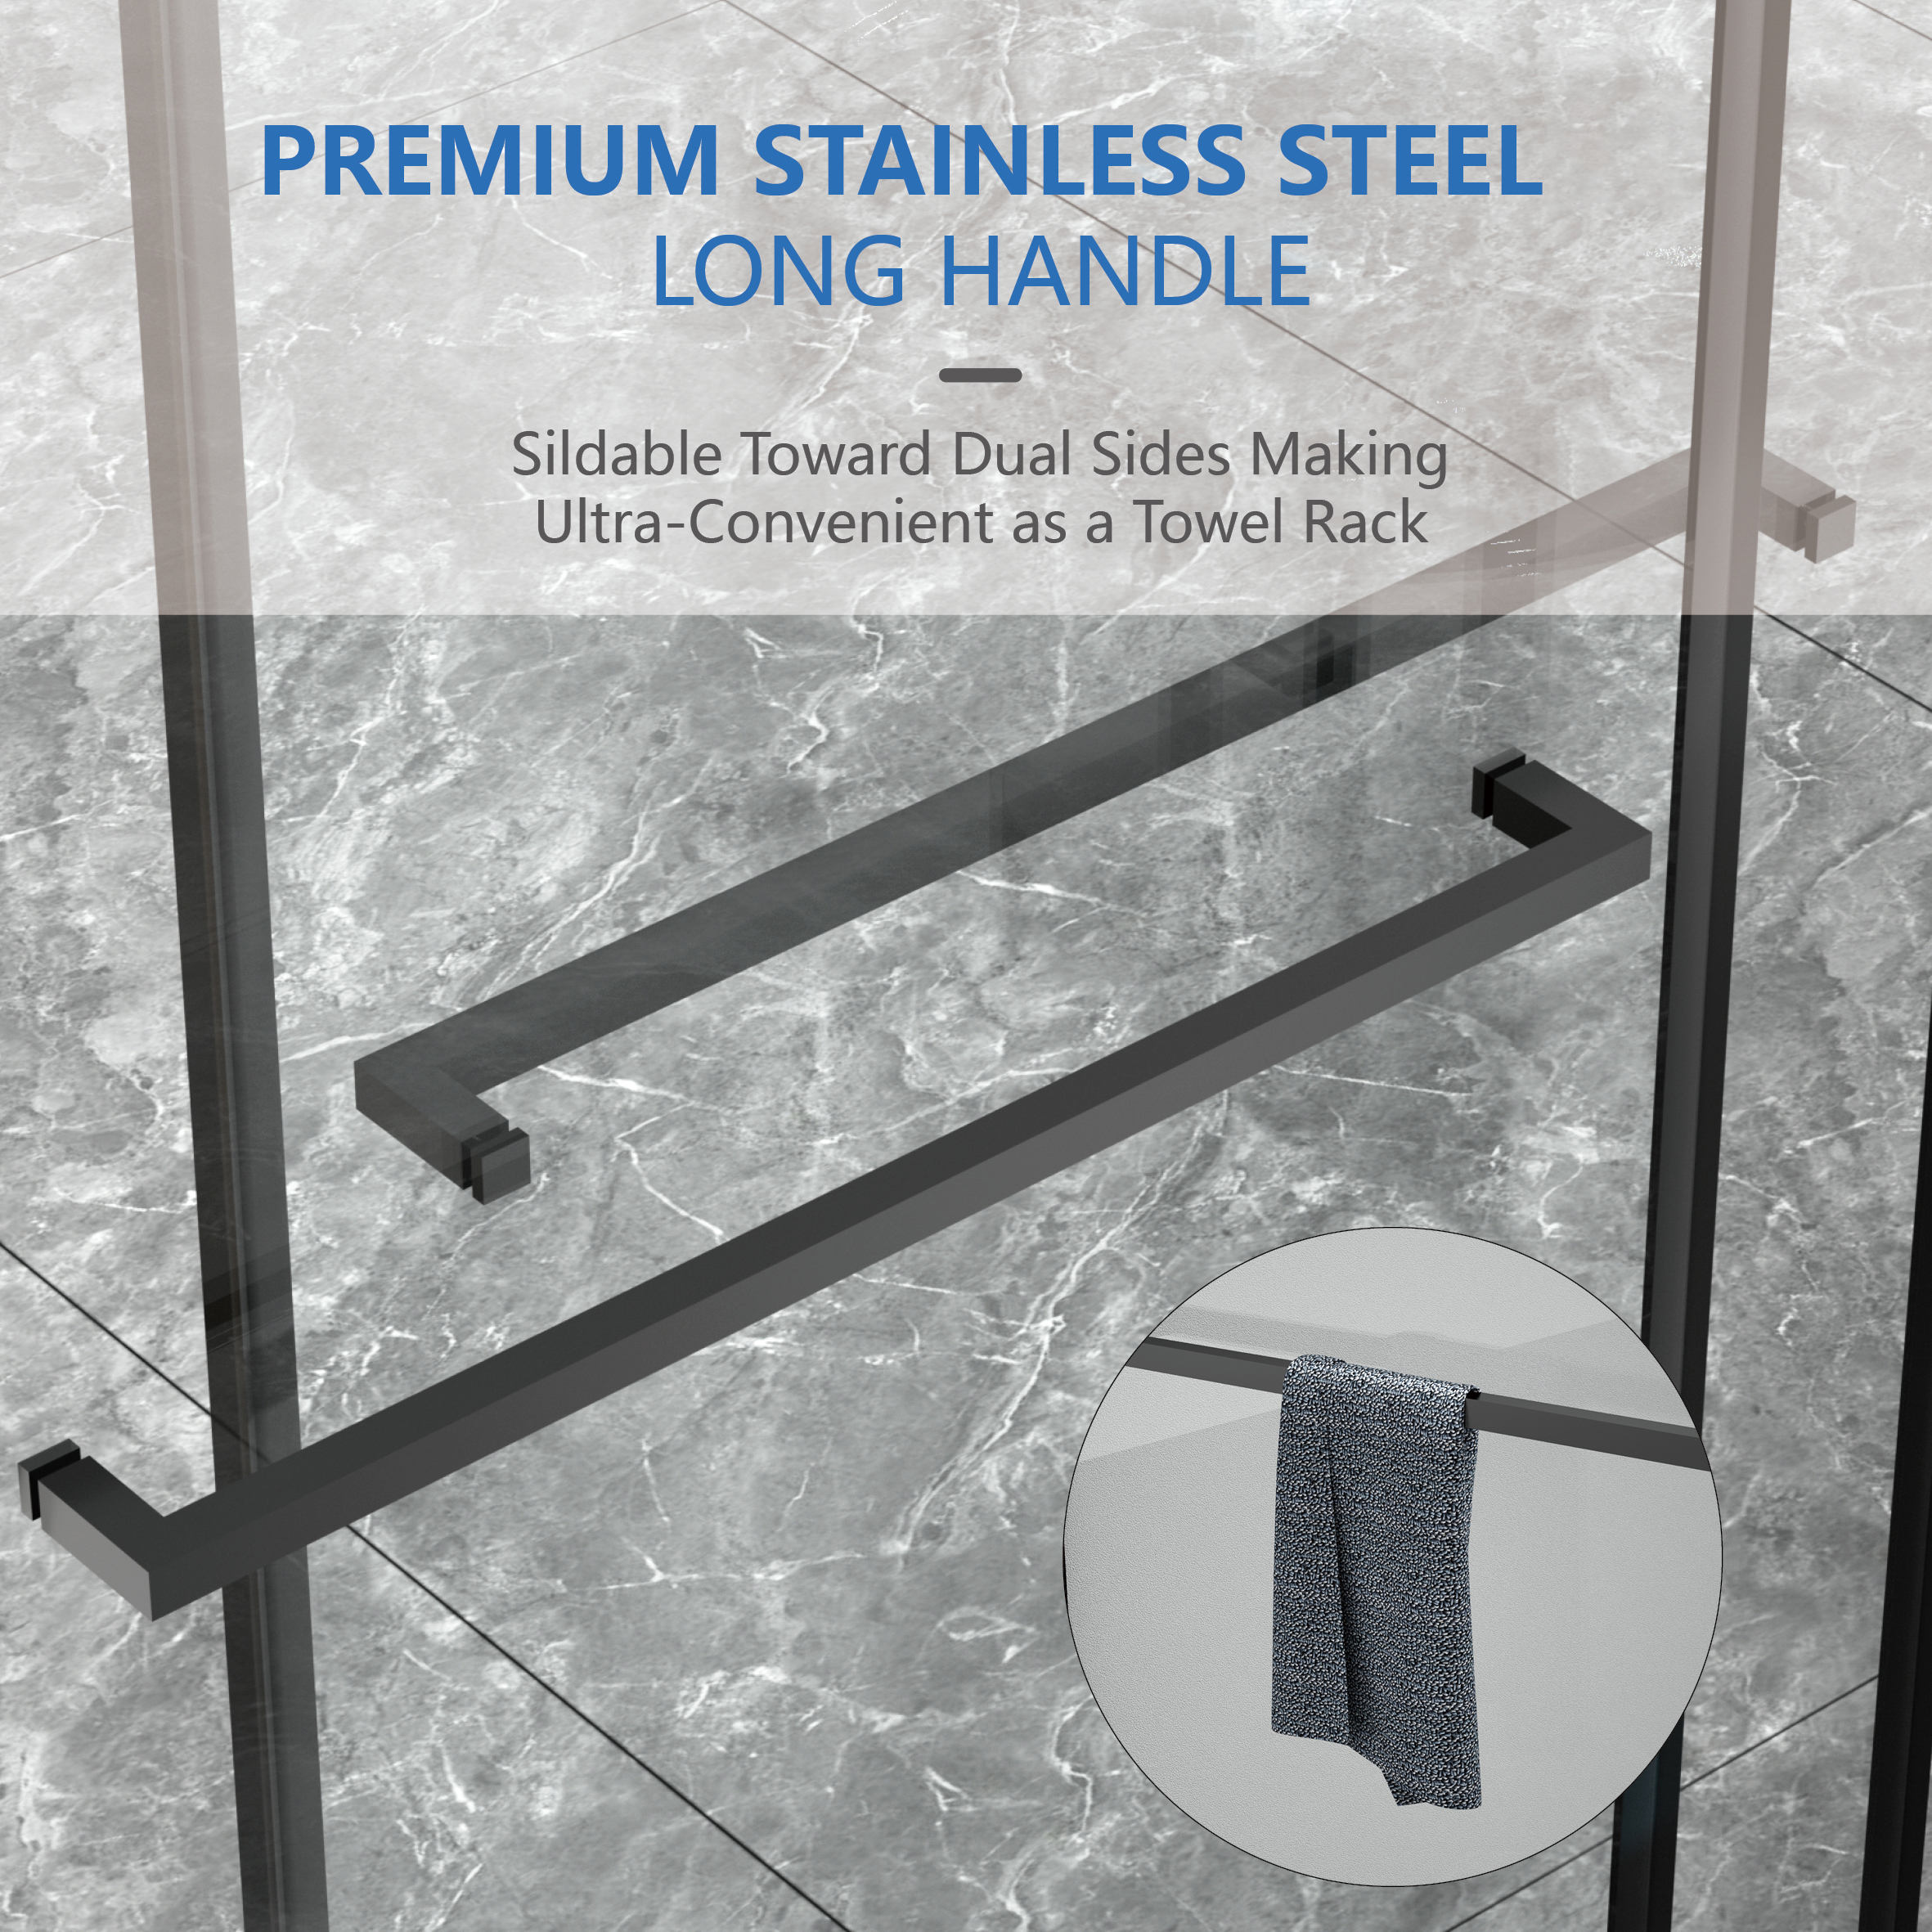 PREMIUM STAINLESS STEEL
LONG HANDLE
Sildable Toward Dual Sides Making
Ultra-Convenient as a Towel Rack